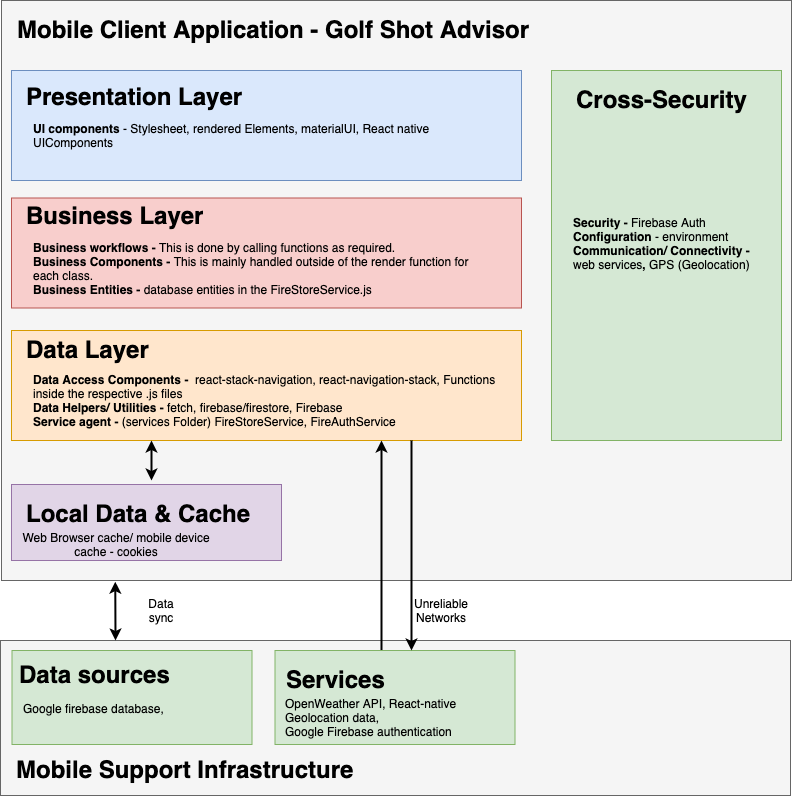 Mobile Client Application - Golf Shot Advisor
Presentation Layer
UI components - Stylesheet, rendered Elements, materialUI, React native
UIComponents
Cross-Security
Security - Firebase Auth
Configuration - environment
Communication/ Connectivity -
web services, GPS (Geolocation)
Business Layer
Business workflows - This is done by calling functions as required.
Business Components - This is mainly handled outside of the render function for
each class.
Business Entities - database entities in the FireStoreService.js
Data Layer
Data Access Components - react-stack-navigation, react-navigation-stack, Functions
inside the respective .js files
Data Helpers/ Utilities - fetch, firebase/firestore, Firebase
Service agent - (services Folder) FireStoreService, FireAuthService
Local Data & Cache
Web Browser cache/ mobile device
cache - cookies
Data
sync
Unreliable
Networks
Data sources
Google firebase database,
Services
OpenWeather API, React-native
Geolocation data,
Google Firebase authentication
Mobile Support Infrastructure